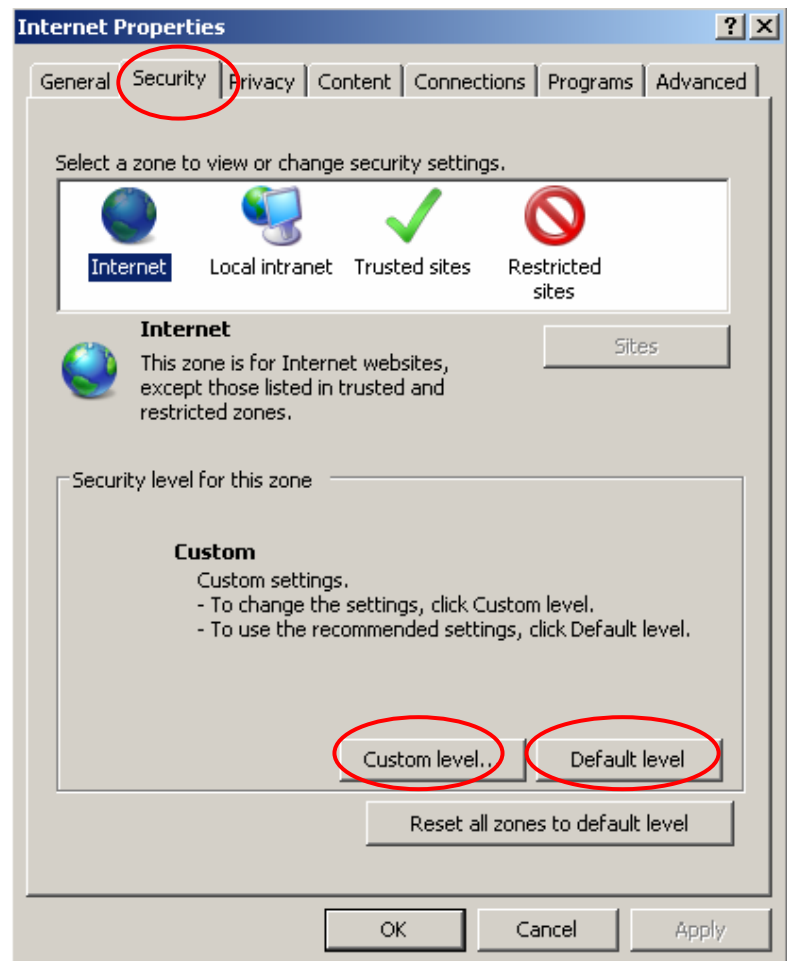 Internet Properties
? X
General Security Privacy Content Connections Programs Advanced
Select a zone to view or change security settings.
Internet Local intranet Trusted sites Restricted sites
Internet
Sites
This zone is for Internet websites,
except those listed in trusted and
restricted zones.
Security level for this zone
Custom
Custom settings.
- To change the settings, click Custom level.
- To use the recommended settings, click Default level.
Custom level.. Default level
Reset all zones to default level
OK Cancel Apply